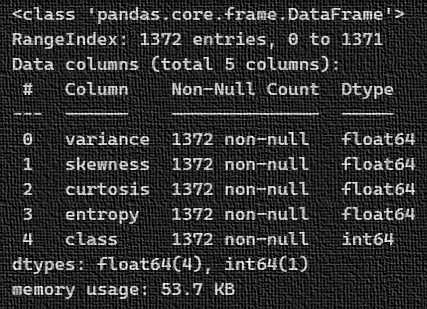 <class 'pandas.core.frame.DataFrame'>
RangeIndex: 1372 entries, 0 to 1371
Data columns (total 5 columns):
 #   Column    Non-Null Count  Dtype
---  ------    --------------  -----
 0   variance  1372 non-null   float64
 1   skewness  1372 non-null   float64
 2   curtosis  1372 non-null   float64
 3   entropy   1372 non-null   float64
 4   class     1372 non-null   int64
dtypes: float64(4), int64(1)
memory usage: 53.7 KB